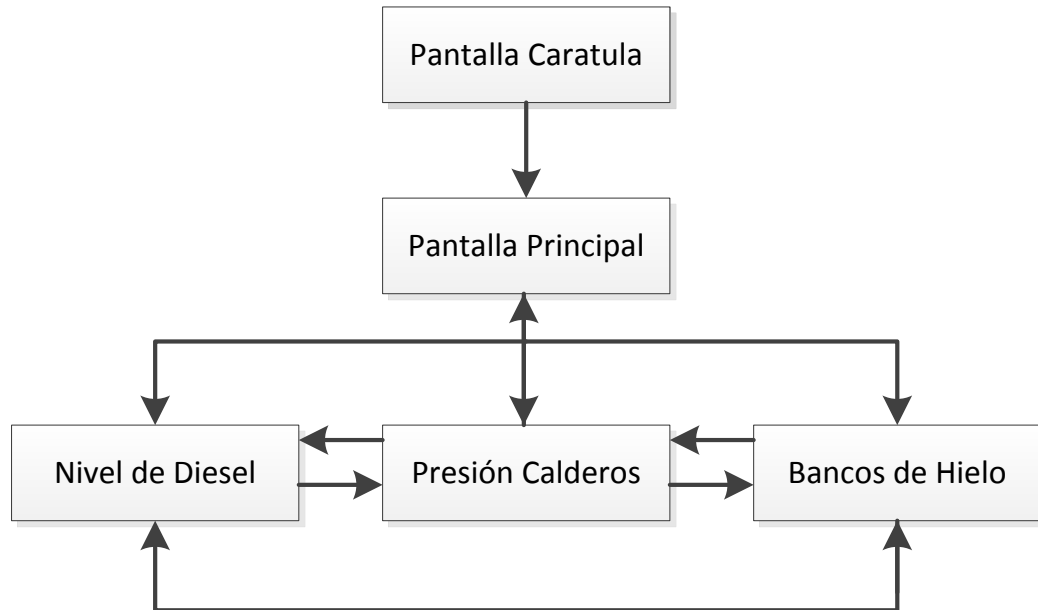 Pantalla Caratula
Pantalla Principal
Nivel de Diesel
Presión Calderos
Bancos de Hielo